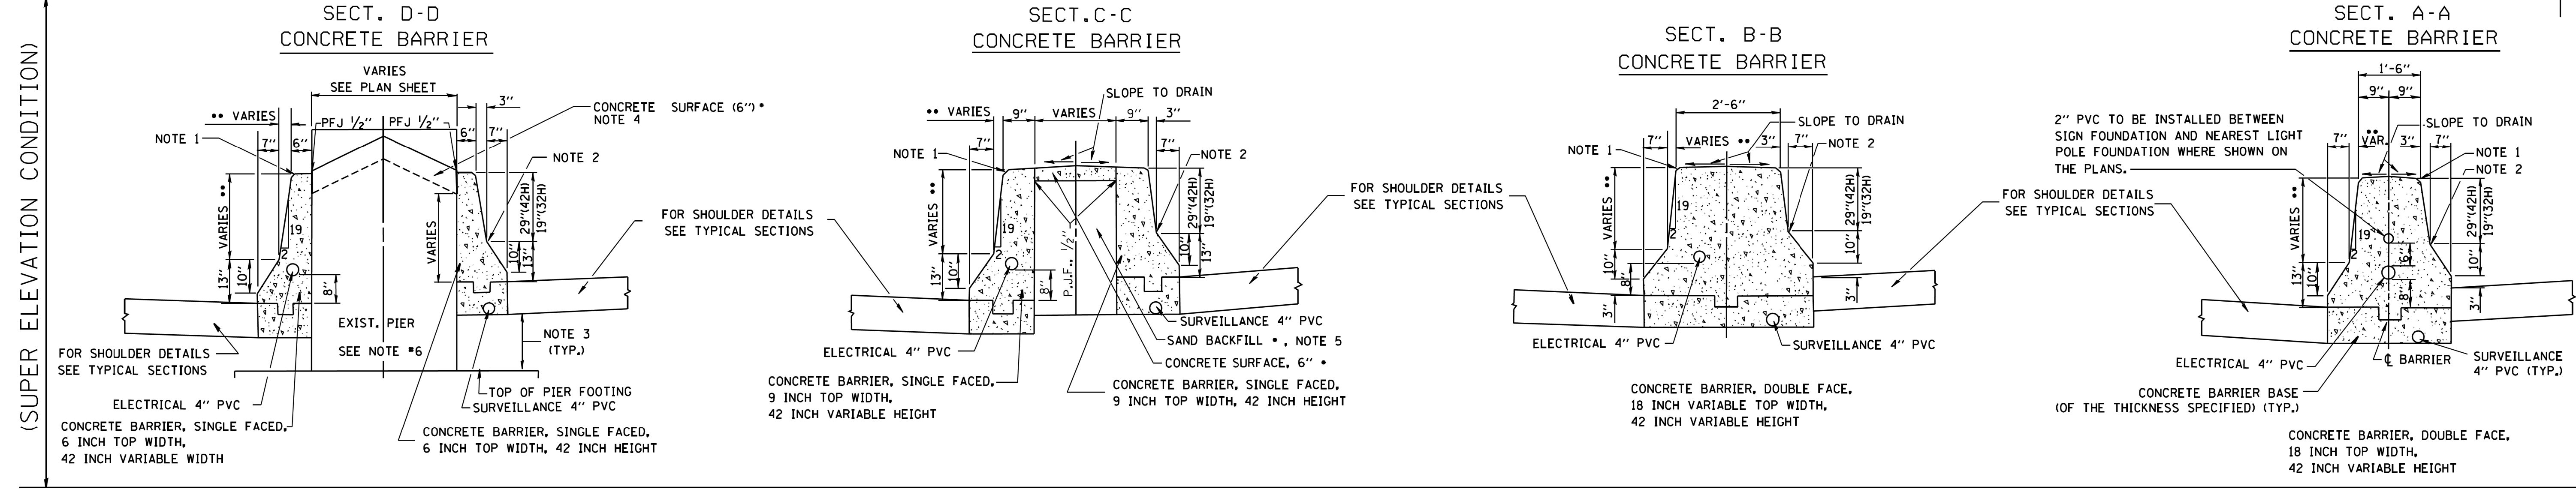 (SUPER ELEVATION CONDITION)
SECT. D-D
CONCRETE BARRIER
VARIES
SEE PLAN SHEET
•• VARIES
3"
CONCRETE SURFACE (6")•
NOTE 4
PFJ 1/2"
PFJ 1/2"
NOTE 1
7"
6"
6"
7"
NOTE 2
VARIES ••
19
2
13"
10"
8"
VARIES
29"(42H)
19"(32H)
10"
13"
EXIST. PIER
SEE NOTE #6
NOTE 3
(TYP.)
FOR SHOULDER DETAILS
SEE TYPICAL SECTIONS
TOP OF PIER FOOTING
SURVEILLANCE 4" PVC
ELECTRICAL 4" PVC
CONCRETE BARRIER, SINGLE FACED,
6 INCH TOP WIDTH,
42 INCH VARIABLE WIDTH
CONCRETE BARRIER, SINGLE FACED,
6 INCH TOP WIDTH, 42 INCH HEIGHT
FOR SHOULDER DETAILS
SEE TYPICAL SECTIONS
SECT.C-C
CONCRETE BARRIER
SLOPE TO DRAIN
•• VARIES
9"
VARIES
9"
3"
NOTE 1
7"
7"
NOTE 2
VARIES ••
19
2
13"
10"
8"
P.J.F., 1/2"
29"(42H)
19"(32H)
10"
13"
SURVEILLANCE 4" PVC
SAND BACKFILL •, NOTE 5
CONCRETE SURFACE, 6" •
ELECTRICAL 4" PVC
CONCRETE BARRIER, SINGLE FACED,
9 INCH TOP WIDTH,
42 INCH VARIABLE HEIGHT
CONCRETE BARRIER, SINGLE FACED,
9 INCH TOP WIDTH, 42 INCH HEIGHT
FOR SHOULDER DETAILS
SEE TYPICAL SECTIONS
SECT. B-B
CONCRETE BARRIER
2'-6"
SLOPE TO DRAIN
7"
VARIES ••
3"
7"
NOTE 1
NOTE 2
VARIES ••
19
2
10"
8"
3"
29"(42H)
19"(32H)
10"
3"
ELECTRICAL 4" PVC
SURVEILLANCE 4" PVC
CONCRETE BARRIER, DOUBLE FACE,
18 INCH VARIABLE TOP WIDTH,
42 INCH VARIABLE HEIGHT
FOR SHOULDER DETAILS
SEE TYPICAL SECTIONS
SECT. A-A
CONCRETE BARRIER
1'-6"
9"
9"
2" PVC TO BE INSTALLED BETWEEN
SIGN FOUNDATION AND NEAREST LIGHT
POLE FOUNDATION WHERE SHOWN ON
THE PLANS.
SLOPE TO DRAIN
7"
••
VAR.
3"
7"
NOTE 1
NOTE 2
VARIES ••
19
2
13"
10"
6"
8"
29"(42H)
19"(32H)
10"
3"
ELECTRICAL 4" PVC
℄ BARRIER
SURVEILLANCE
4" PVC (TYP.)
CONCRETE BARRIER BASE
(OF THE THICKNESS SPECIFIED) (TYP.)
CONCRETE BARRIER, DOUBLE FACE,
18 INCH TOP WIDTH,
42 INCH VARIABLE HEIGHT